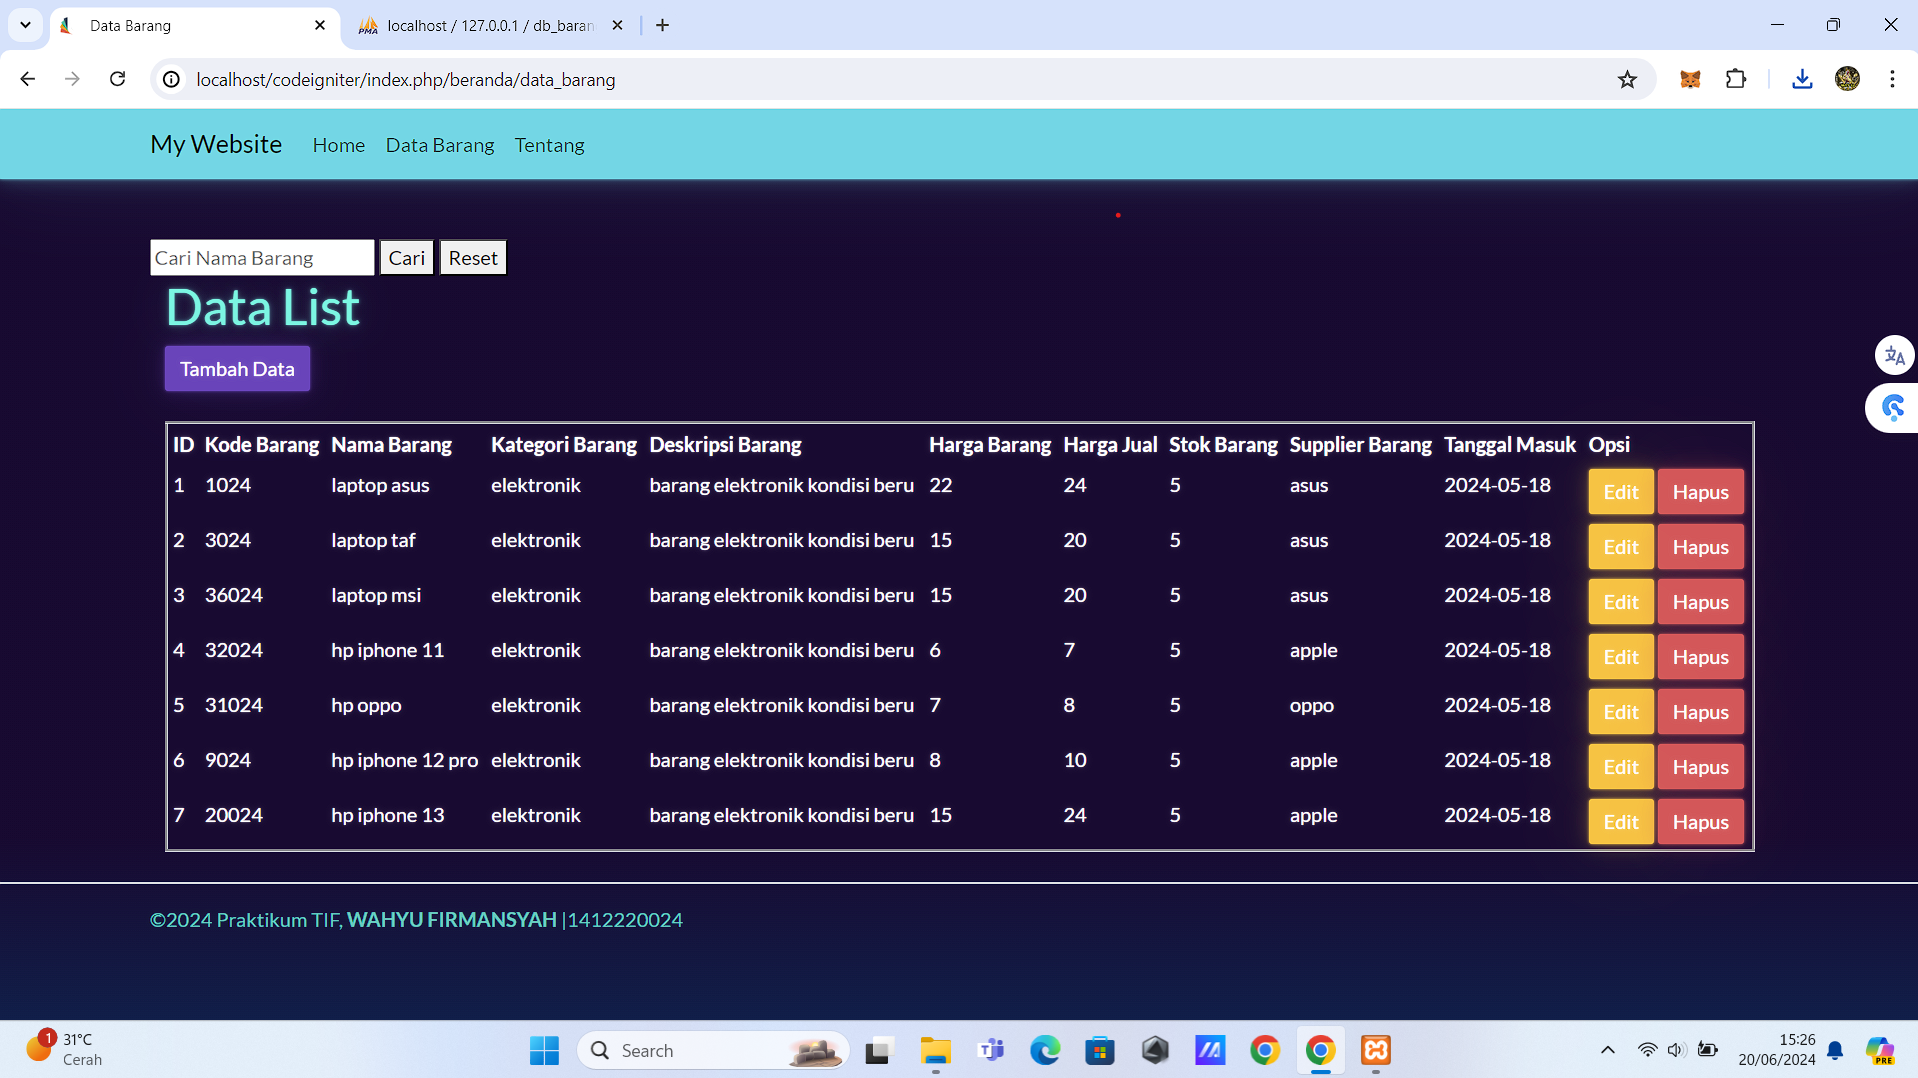 Data Barang
localhost / 127.0.0.1 / db_baran
localhost/codeigniter/index.php/beranda/data_barang
My Website Home Data Barang Tentang
Cari Nama Barang Cari Reset
Data List
Tambah Data
ID Kode Barang Nama Barang Kategori Barang Deskripsi Barang Harga Barang Harga Jual Stok Barang Supplier Barang Tanggal Masuk Opsi
1 1024 laptop asus elektronik barang elektronik kondisi beru 22 24 5 asus 2024-05-18 Edit Hapus
2 3024 laptop taf elektronik barang elektronik kondisi beru 15 20 5 asus 2024-05-18 Edit Hapus
3 36024 laptop msi elektronik barang elektronik kondisi beru 15 20 5 asus 2024-05-18 Edit Hapus
4 32024 hp iphone 11 elektronik barang elektronik kondisi beru 6 7 5 apple 2024-05-18 Edit Hapus
5 31024 hp oppo elektronik barang elektronik kondisi beru 7 8 5 oppo 2024-05-18 Edit Hapus
6 9024 hp iphone 12 pro elektronik barang elektronik kondisi beru 8 10 5 apple 2024-05-18 Edit Hapus
7 20024 hp iphone 13 elektronik barang elektronik kondisi beru 15 24 5 apple 2024-05-18 Edit Hapus
©2024 Praktikum TIF, WAHYU FIRMANSYAH |1412220024
1 31°C
Cerah
Search
15:26
20/06/2024
PRE